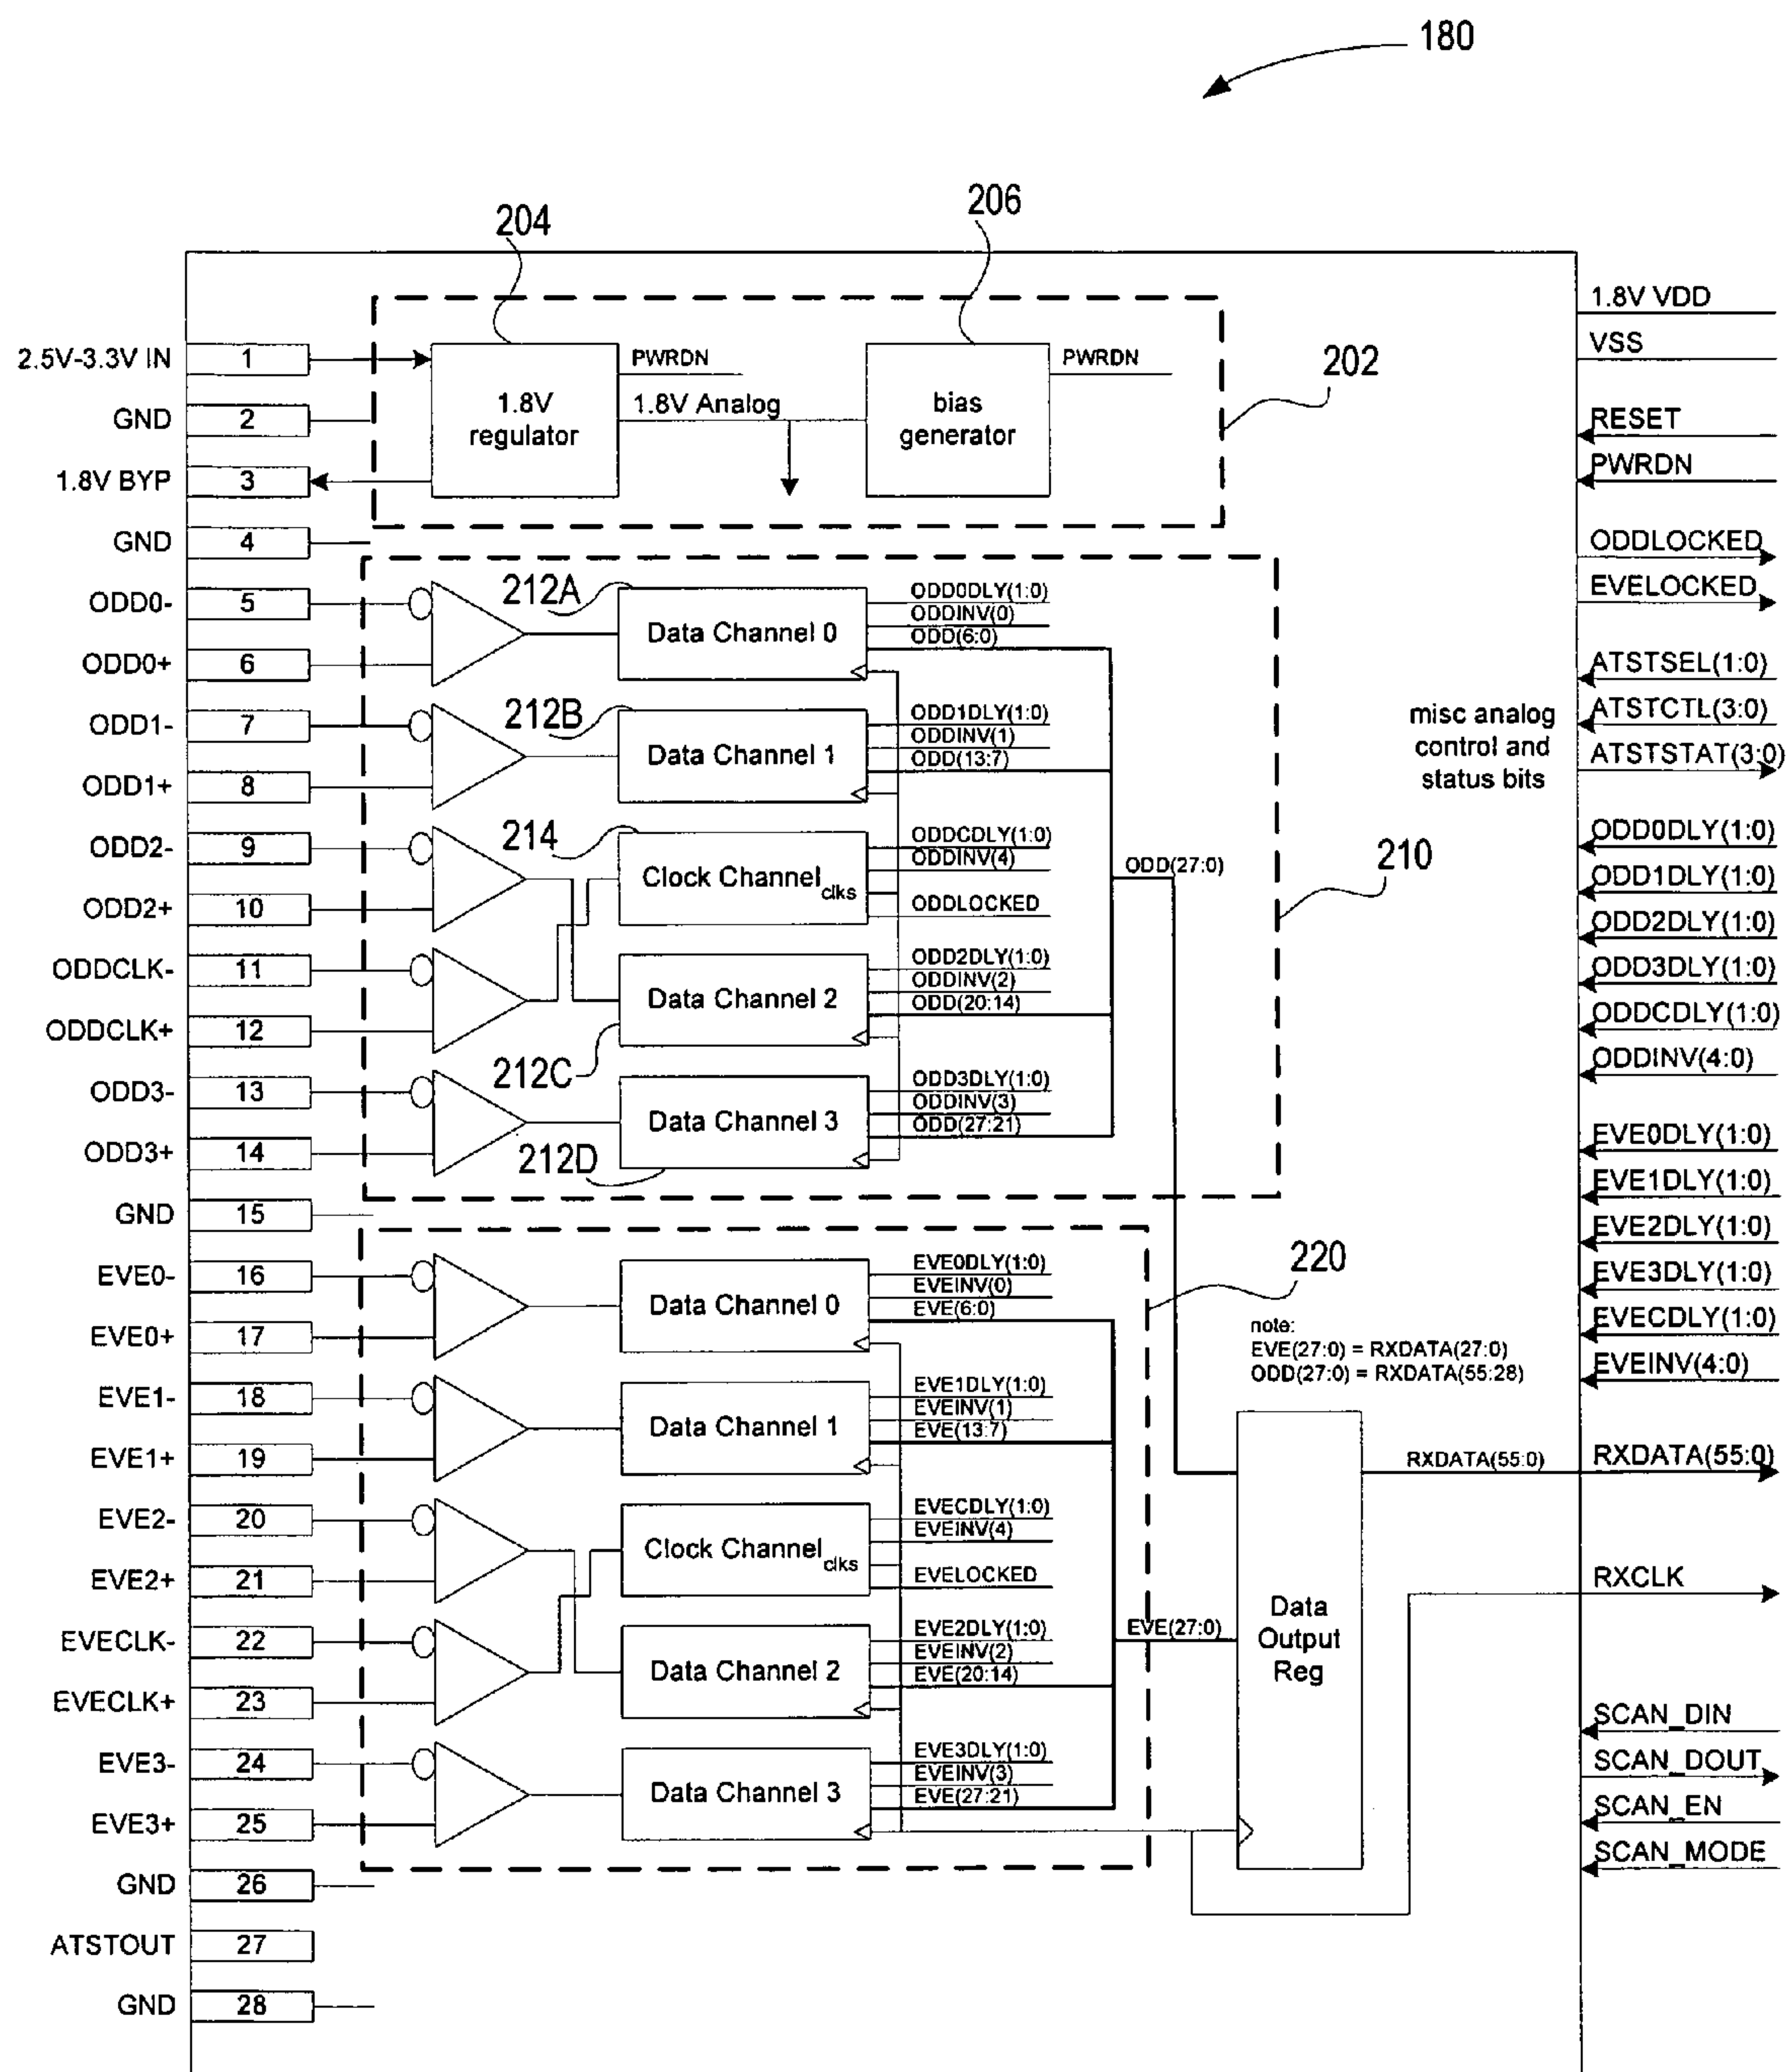 180
204
206
202
2.5V-3.3V IN
1
GND
2
1.8V BYP
3
GND
4
ODD0-
5
ODD0+
6
ODD1-
7
ODD1+
8
ODD2-
9
ODD2+
10
ODDCLK-
11
ODDCLK+
12
ODD3-
13
ODD3+
14
GND
15
EVE0-
16
EVE0+
17
EVE1-
18
EVE1+
19
EVE2-
20
EVE2+
21
EVECLK-
22
EVECLK+
23
EVE3-
24
EVE3+
25
GND
26
ATSTOUT
27
GND
28
1.8V
regulator
PWRDN
1.8V Analog
bias
generator
PWRDN
212A
Data Channel 0
ODD0DLY(1:0)
ODDINV(0)
ODD(6:0)
212B
Data Channel 1
ODD1DLY(1:0)
ODDINV(1)
ODD(13:7)
214
Clock Channel
clks
ODDCDLY(1:0)
ODDINV(4)
ODDLOCKED
212C
Data Channel 2
ODD2DLY(1:0)
ODDINV(2)
ODD(20:14)
212D
Data Channel 3
ODD3DLY(1:0)
ODDINV(3)
ODD(27:21)
ODD(27:0)
210
220
Data Channel 0
EVE0DLY(1:0)
EVEINV(0)
EVE(6:0)
Data Channel 1
EVE1DLY(1:0)
EVEINV(1)
EVE(13:7)
Clock Channel
clks
EVECDLY(1:0)
EVEINV(4)
EVELOCKED
Data Channel 2
EVE2DLY(1:0)
EVEINV(2)
EVE(20:14)
Data Channel 3
EVE3DLY(1:0)
EVEINV(3)
EVE(27:21)
EVE(27:0)
note:
EVE(27:0) = RXDATA(27:0)
ODD(27:0) = RXDATA(55:28)
Data
Output
Reg
RXDATA(55:0)
misc analog
control and
status bits
1.8V VDD
VSS
RESET
PWRDN
ODDLOCKED
EVELOCKED
ATSTSEL(1:0)
ATSTCTL(3:0)
ATSTSTAT(3:0)
ODD0DLY(1:0)
ODD1DLY(1:0)
ODD2DLY(1:0)
ODD3DLY(1:0)
ODDCDLY(1:0)
ODDINV(4:0)
EVE0DLY(1:0)
EVE1DLY(1:0)
EVE2DLY(1:0)
EVE3DLY(1:0)
EVECDLY(1:0)
EVEINV(4:0)
RXDATA(55:0)
RXCLK
SCAN_DIN
SCAN_DOUT
SCAN_EN
SCAN_MODE